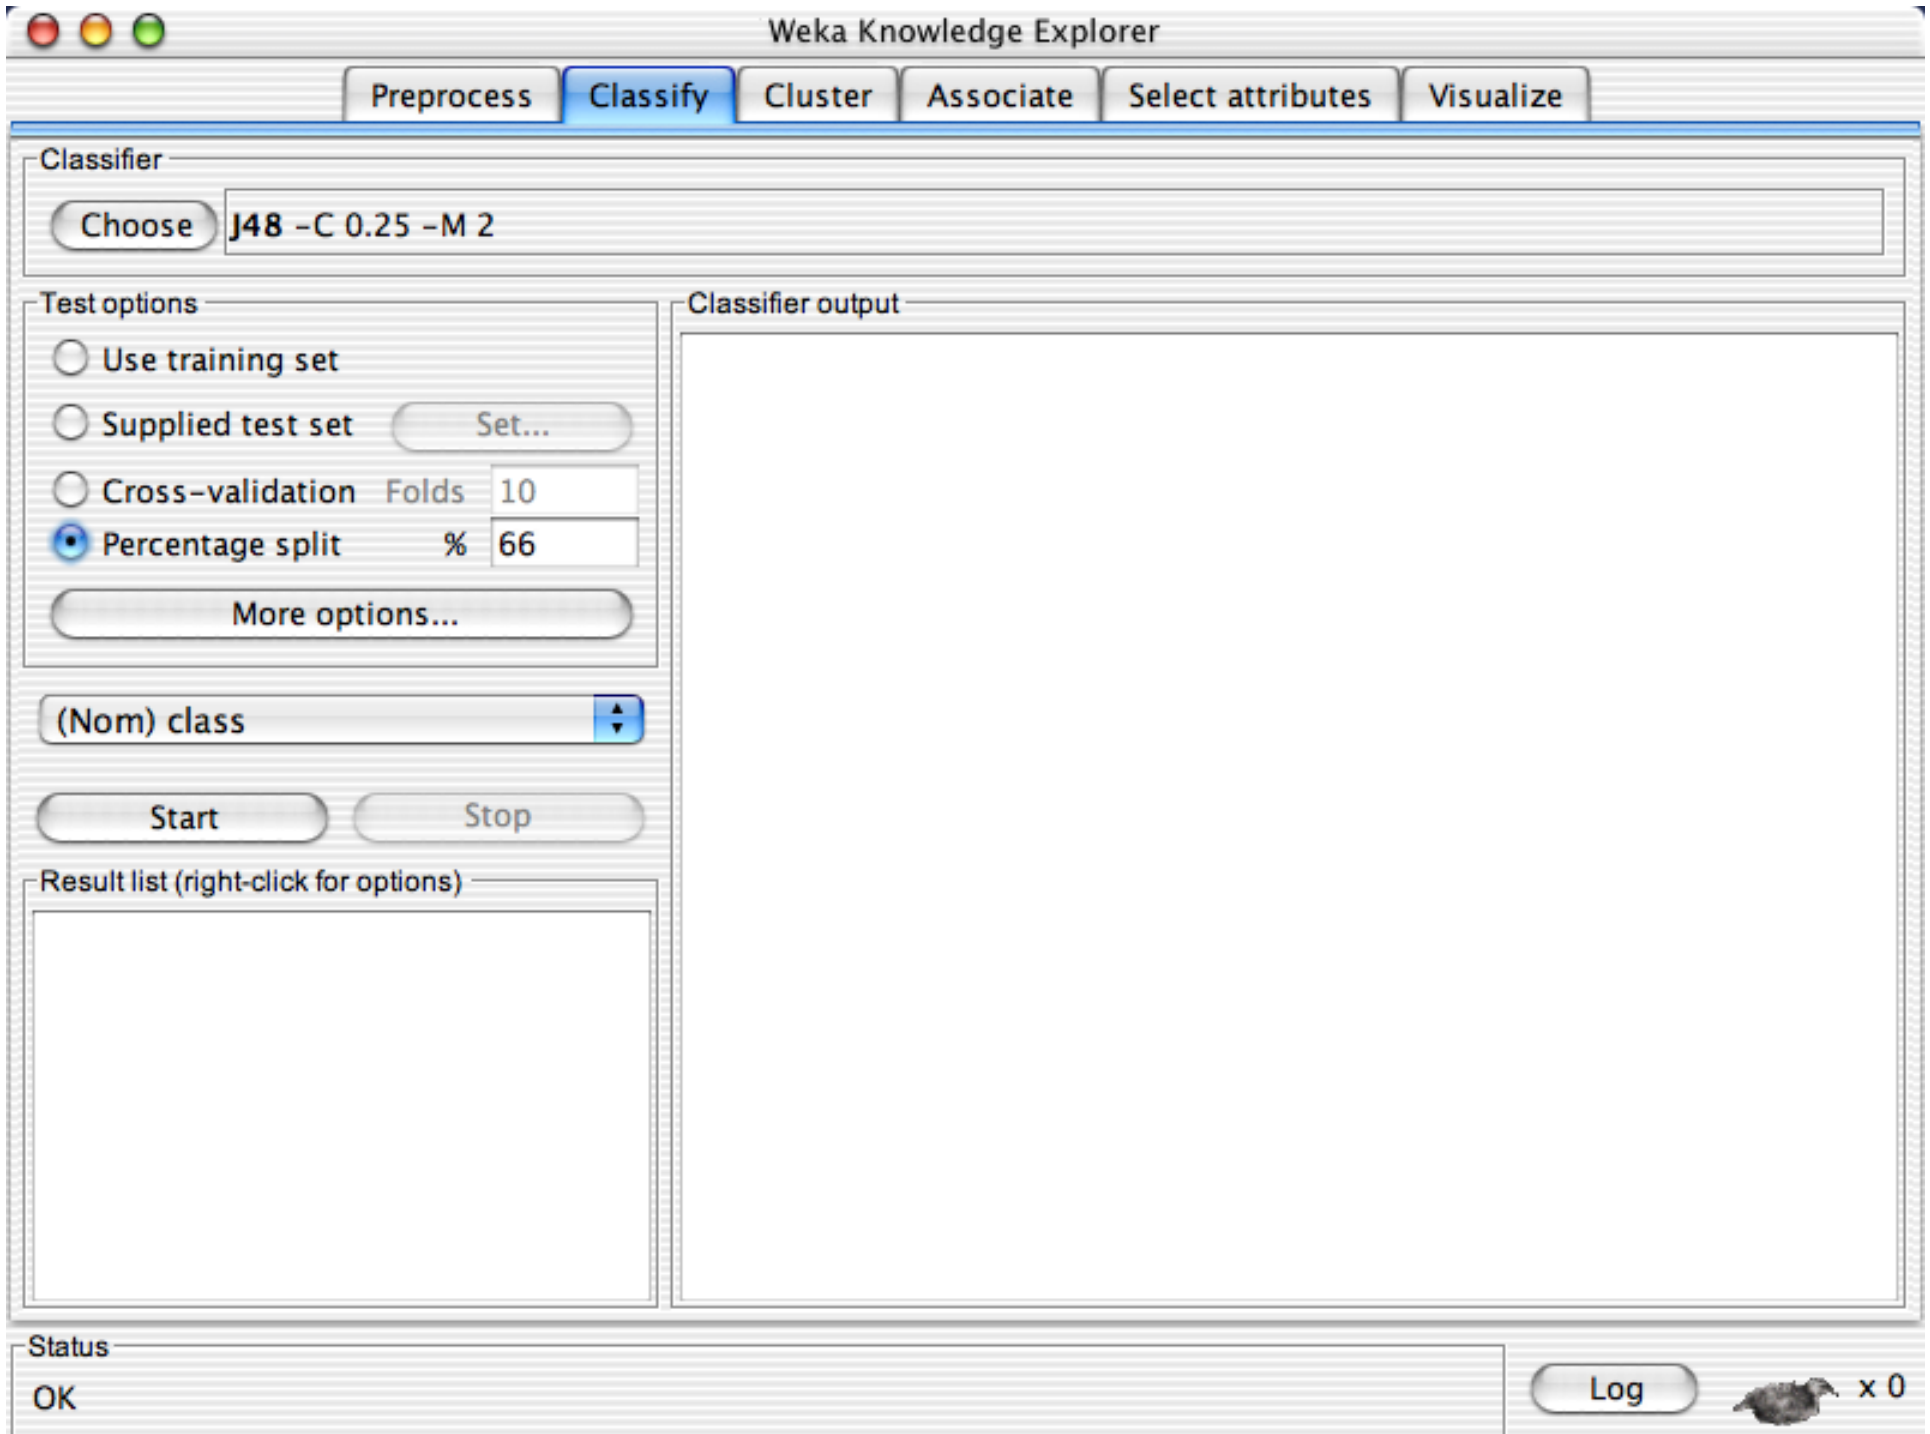 Weka Knowledge Explorer
Preprocess Classify Cluster Associate Select attributes Visualize
Classifier
Choose J48 -C 0.25 -M 2
Test options
Use training set
Supplied test set Set...
Cross-validation Folds 10
Percentage split % 66
More options...
(Nom) class
Start Stop
Result list (right-click for options)
Classifier output
Status
OK
Log x 0